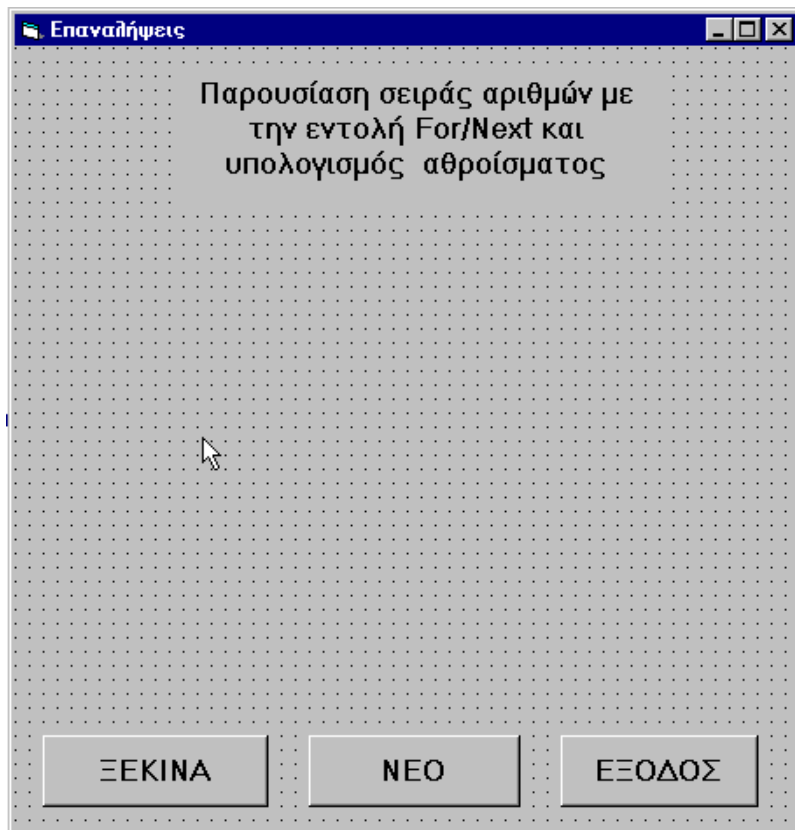 Επαναλήψεις
Παρουσίαση σειράς αριθμών με
την εντολή For/Next και
υπολογισμός αθροίσματος
ΞΕΚΙΝΑ
ΝΕΟ
ΕΞΟΔΟΣ